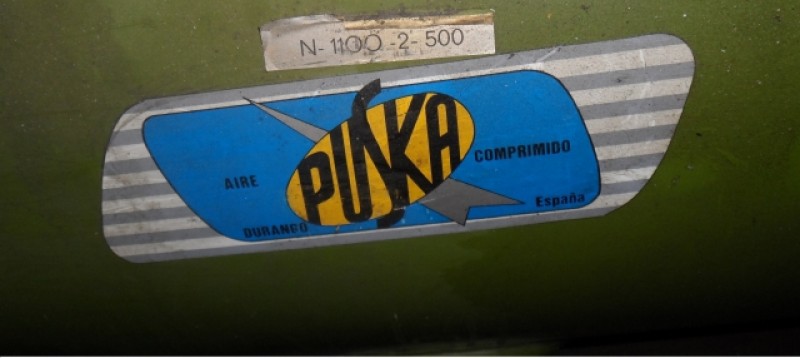 N-1100-2-500
PUSKA
AIRE COMPRIMIDO
DURANGO España